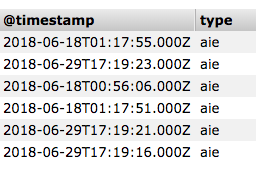 @timestamp type
2018-06-18T01:17:55.000Z aie
2018-06-29T17:19:23.000Z aie
2018-06-18T00:56:06.000Z aie
2018-06-18T01:17:51.000Z aie
2018-06-29T17:19:21.000Z aie
2018-06-29T17:19:16.000Z aie